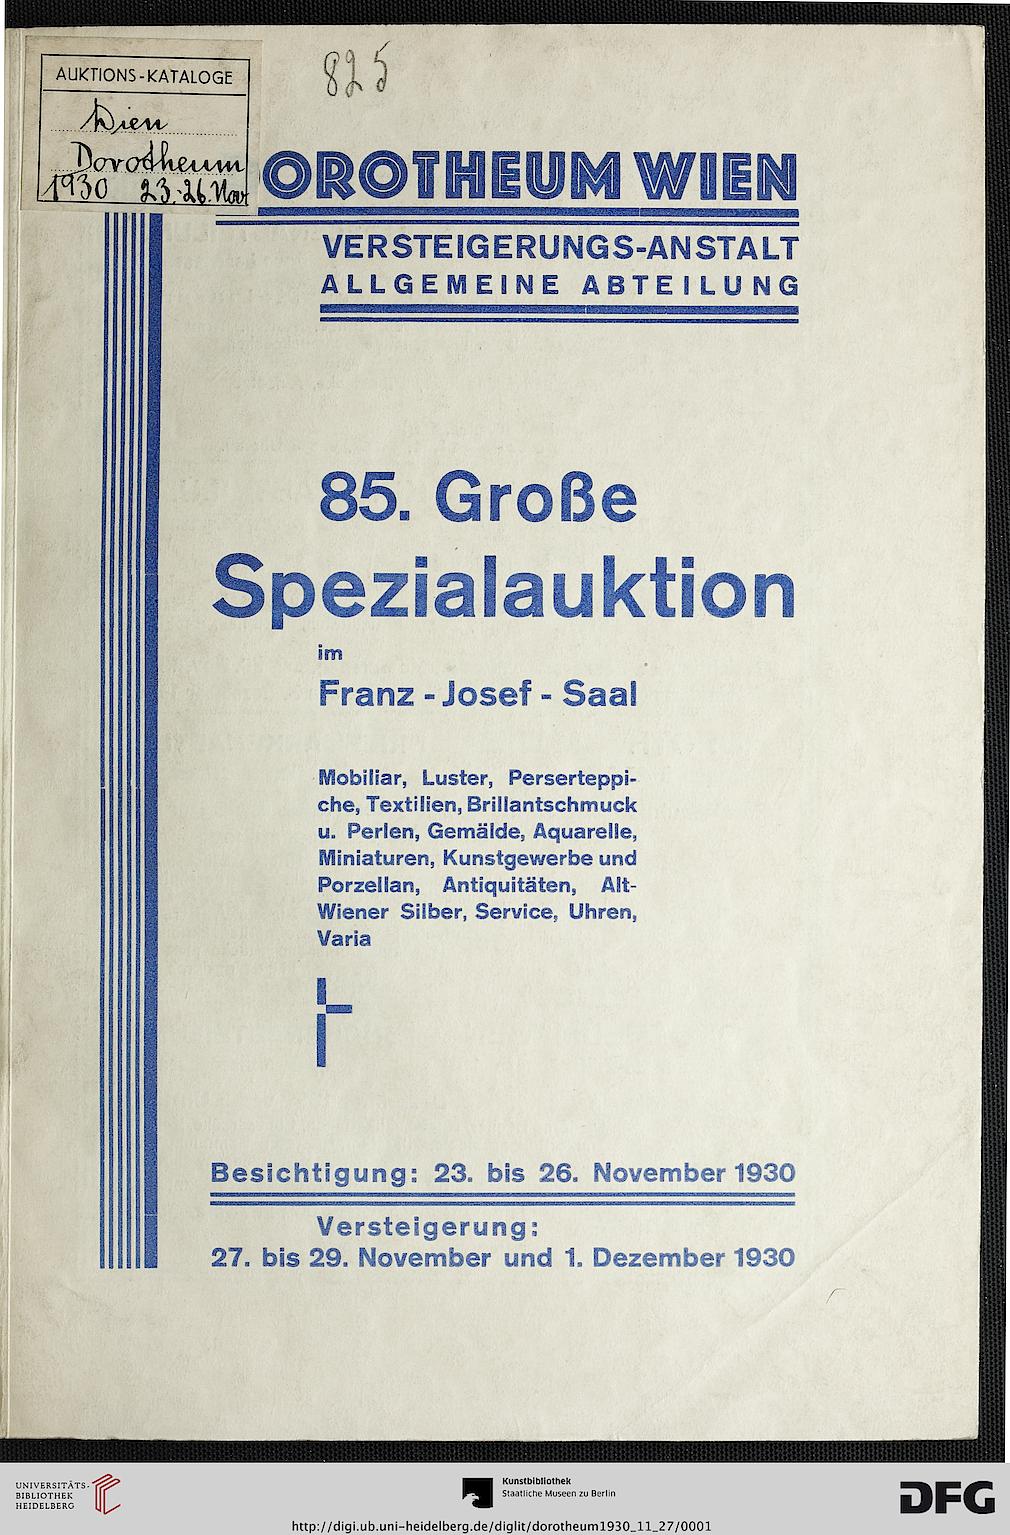 AUKTIONS-KATALOGE
Wien
Dorotheum
1930 23.-26. Nov
825
OROTHEUM WIEN
VERSTEIGERUNGS-ANSTALT
ALLGEMEINE ABTEILUNG
85. Große
Spezialauktion
im
Franz - Josef - Saal
Mobiliar, Luster, Perserteppi-
che, Textilien, Brillantschmuck
u. Perlen, Gemälde, Aquarelle,
Miniaturen, Kunstgewerbe und
Porzellan, Antiquitäten, Alt-
Wiener Silber, Service, Uhren,
Varia
Besichtigung: 23. bis 26. November 1930
Versteigerung:
27. bis 29. November und 1. Dezember 1930
UNIVERSITÄTS-
BIBLIOTHEK
HEIDELBERG
Kunstbibliothek
Staatliche Museen zu Berlin
DFG
http://digi.ub.uni-heidelberg.de/diglit/dorotheum1930_11_27/0001